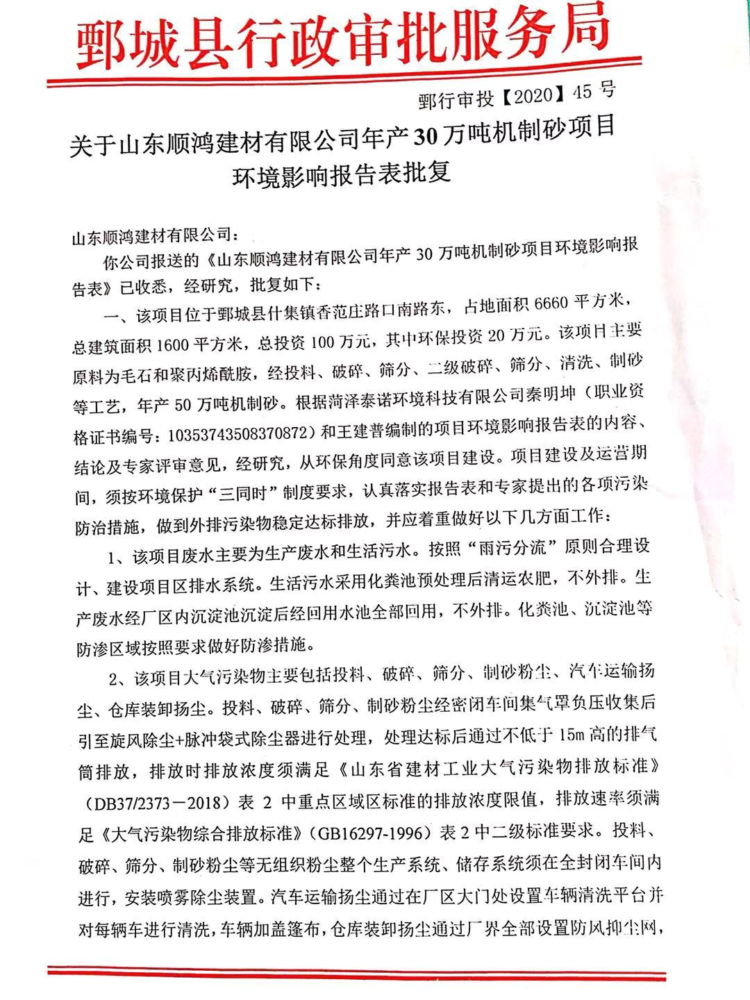 鄄城县行政审批服务局
鄄行审投【2020】45 号
关于山东顺鸿建材有限公司年产 30 万吨机制砂项目
环境影响报告表批复
山东顺鸿建材有限公司：
你公司报送的《山东顺鸿建材有限公司年产 30 万吨机制砂项目环境影响报
告表》已收悉，经研究，批复如下：
一、该项目位于鄄城县什集镇香范庄路口南路东，占地面积 6660 平方米，
总建筑面积 1600 平方米，总投资 100 万元，其中环保投资 20 万元。该项目主要
原料为毛石和聚丙烯酰胺，经投料、破碎、筛分、二级破碎、筛分、清洗、制砂
等工艺，年产 50 万吨机制砂。根据菏泽泰诺环境科技有限公司秦明坤（职业资
格证书编号：10353743508370872）和王建普编制的项目环境影响报告表的内容、
结论及专家评审意见，经研究，从环保角度同意该项目建设。项目建设及运营期
间，须按环境保护“三同时”制度要求，认真落实报告表和专家提出的各项污染
防治措施，做到外排污染物稳定达标排放，并应着重做好以下几方面工作：
1、该项目废水主要为生产废水和生活污水。按照“雨污分流”原则合理设
计、建设项目区排水系统。生活污水采用化粪池预处理后清运农肥，不外排。生
产废水经厂区内沉淀池沉淀后经回用水池全部回用，不外排。化粪池、沉淀池等
防渗区域按照要求做好防渗措施。
2、该项目大气污染物主要包括投料、破碎、筛分、制砂粉尘、汽车运输扬
尘、仓库装卸扬尘。投料、破碎、筛分、制砂粉尘经密闭车间集气罩负压收集后
引至旋风除尘+脉冲袋式除尘器进行处理，处理达标后通过不低于 15m 高的排气
筒排放，排放时排放浓度须满足《山东省建材工业大气污染物排放标准》
（DB37/2373－2018）表 2 中重点区域区标准的排放浓度限值，排放速率须满
足《大气污染物综合排放标准》（GB16297-1996）表 2 中二级标准要求。投料、
破碎、筛分、制砂粉尘等无组织粉尘整个生产系统、储存系统须在全封闭车间内
进行，安装喷雾除尘装置。汽车运输扬尘通过在厂区大门处设置车辆清洗平台并
对每辆车进行清洗，车辆加盖篷布，仓库装卸扬尘通过厂界全部设置防风抑尘网，